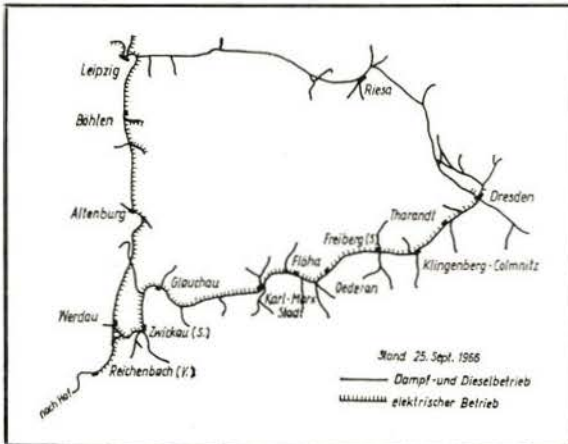 Leipzig
Riesa
Böhlen
Dresden
Altenburg
Tharandt
Freiberg (S.)
Klingenberg-Colmnitz
Flöha
Oederan
Glauchau
Karl-Marx
Stadt
Werdau
Zwickau (S.)
Reichenbach (V.)
nach Hof
Stand 25. Sept. 1966
Dampf-und Dieselbetrieb
elektrischer Betrieb